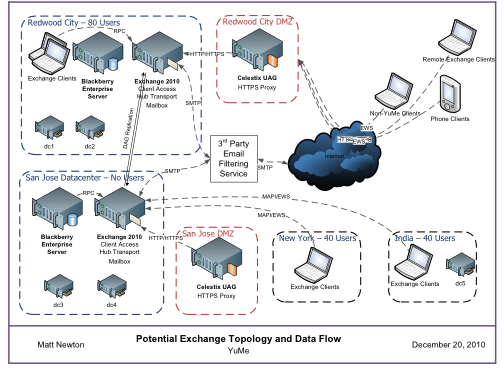 Redwood City – 80 Users
RPC
Exchange Clients
Blackberry
Enterprise
Server
Exchange 2010
Client Access
Hub Transport
Mailbox
dc1
dc2
Redwood City DMZ
HTTP/HTTPS
Celestix UAG
HTTPS Proxy
SMTP
DAG Replication
3rd Party
Email
Filtering
Service
SMTP
SMTP
Internet
EWS
EWS
Remote Exchange Clients
Non-YuMe Clients
Phone Clients
San Jose Datacenter – No Users
RPC
Blackberry
Enterprise
Server
Exchange 2010
Client Access
Hub Transport
Mailbox
dc3
dc4
MAPI/EWS
MAPI/EWS
HTTP/HTTPS
San Jose DMZ
Celestix UAG
HTTPS Proxy
New York – 40 Users
Exchange Clients
India – 40 Users
Exchange Clients
dc5
Matt Newton
Potential Exchange Topology and Data Flow
YuMe
December 20, 2010